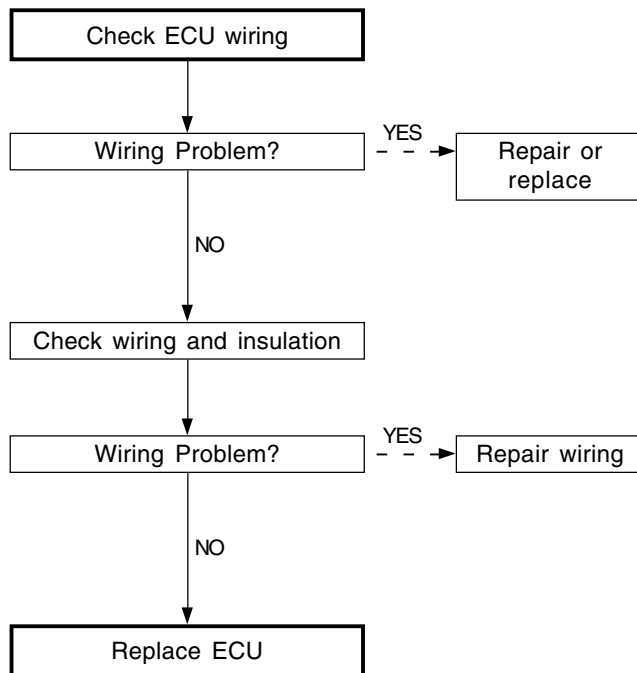 Check ECU wiring
Wiring Problem?
YES
Repair or
replace
NO
Check wiring and insulation
Wiring Problem?
YES
Repair wiring
NO
Replace ECU